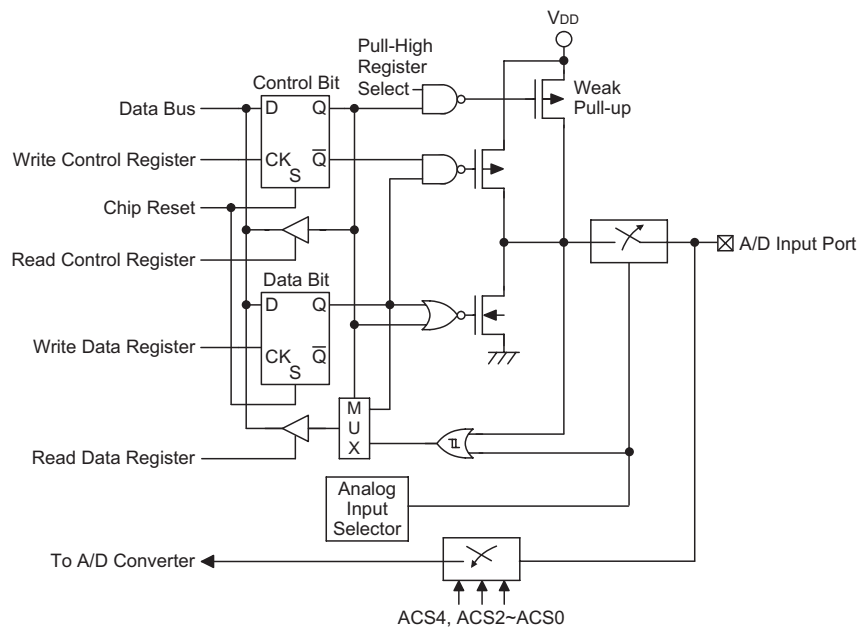 VDD
Pull-High
Register
Select
Control Bit
Weak
Pull-up
Data Bus
D
Q
Write Control Register
CK
Q
S
Chip Reset
Read Control Register
A/D Input Port
Data Bit
D
Q
Write Data Register
CK
Q
S
M
U
X
Read Data Register
Analog
Input
Selector
To A/D Converter
ACS4, ACS2~ACS0